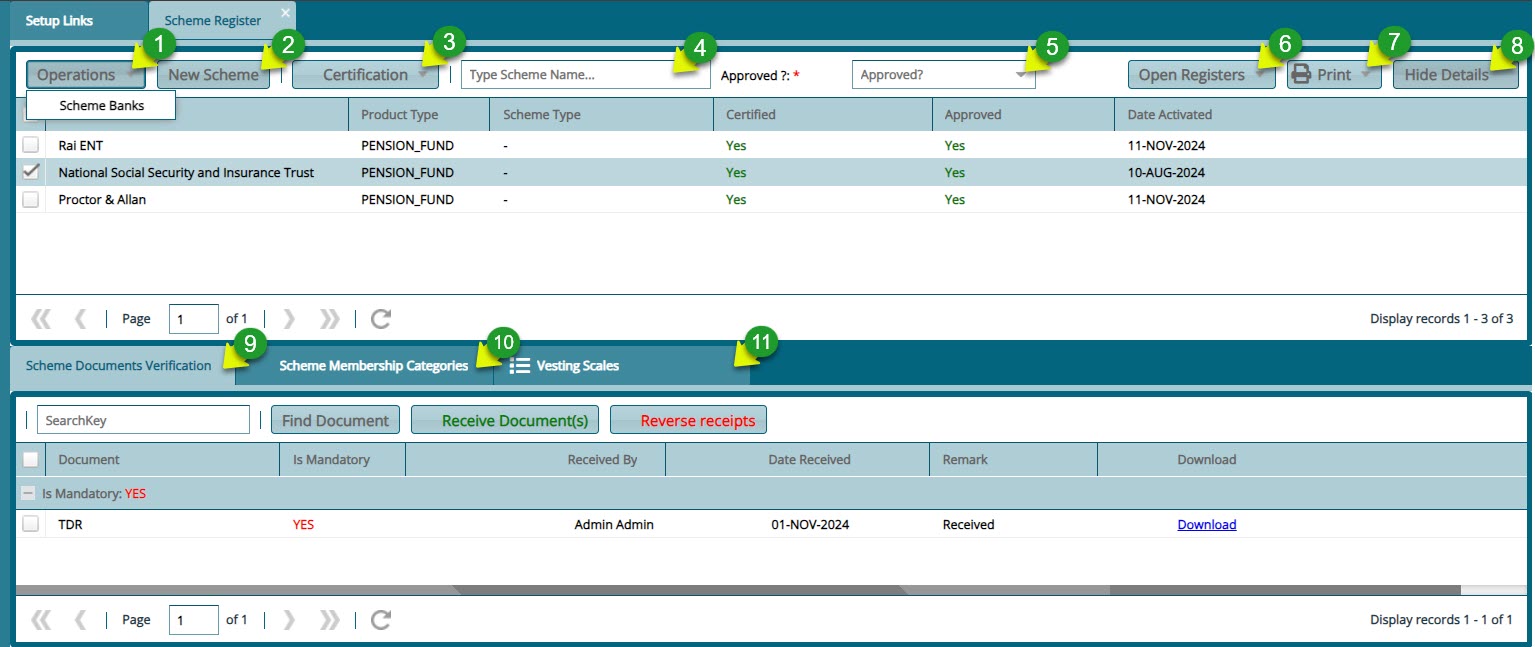 Setup Links
Scheme Register ×
1 2 3 4 5 6 7 8
Operations New Scheme Certification Type Scheme Name... Approved ?: * Approved? Open Registers Print Hide Details
Scheme Banks
Product Type Scheme Type Certified Approved Date Activated
Rai ENT PENSION_FUND - Yes Yes 11-NOV-2024
National Social Security and Insurance Trust PENSION_FUND - Yes Yes 10-AUG-2024
Proctor & Allan PENSION_FUND - Yes Yes 11-NOV-2024
Page 1 of 1 Display records 1 - 3 of 3
9 10 11
Scheme Documents Verification Scheme Membership Categories Vesting Scales
SearchKey Find Document Receive Document(s) Reverse receipts
Document Is Mandatory Received By Date Received Remark Download
Is Mandatory: YES
TDR YES Admin Admin 01-NOV-2024 Received Download
Page 1 of 1 Display records 1 - 1 of 1